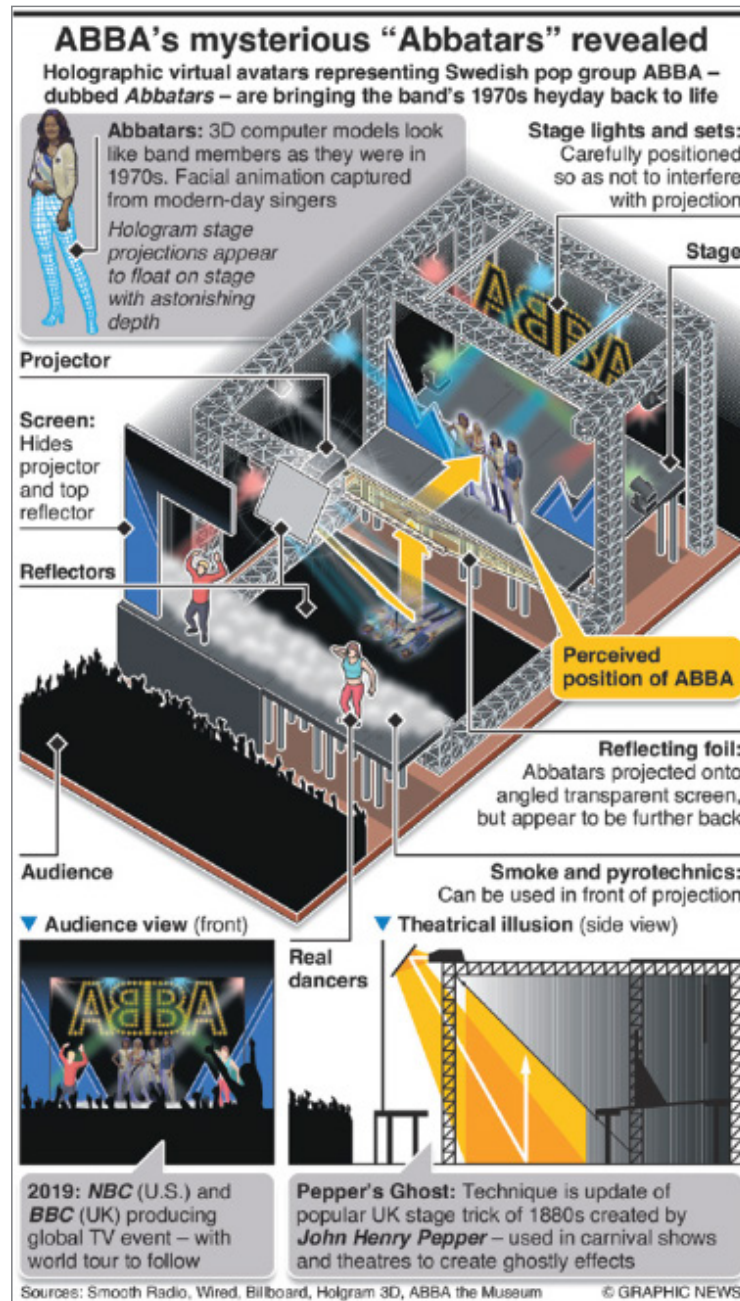 ABBA's mysterious “Abbatars” revealed
Holographic virtual avatars representing Swedish pop group ABBA –
dubbed Abbatars – are bringing the band's 1970s heyday back to life
Abbatars: 3D computer models look
like band members as they were in
1970s. Facial animation captured
from modern-day singers
Hologram stage
projections appear
to float on stage
with astonishing
depth
Stage lights and sets:
Carefully positioned
so as not to interfere
with projection
Stage
ABBA
Projector
Screen:
Hides
projector
and top
reflector
Reflectors
Perceived
position of ABBA
Reflecting foil:
Abbatars projected onto
angled transparent screen,
but appear to be further back
Audience
Smoke and pyrotechnics:
Can be used in front of projection
Audience view (front)
Real
dancers
Theatrical illusion (side view)
ABBA
2019: NBC (U.S.) and
BBC (UK) producing
global TV event – with
world tour to follow
Pepper's Ghost: Technique is update of
popular UK stage trick of 1880s created by
John Henry Pepper – used in carnival shows
and theatres to create ghostly effects
Sources: Smooth Radio, Wired, Billboard, Holgram 3D, ABBA the Museum
© GRAPHIC NEWS